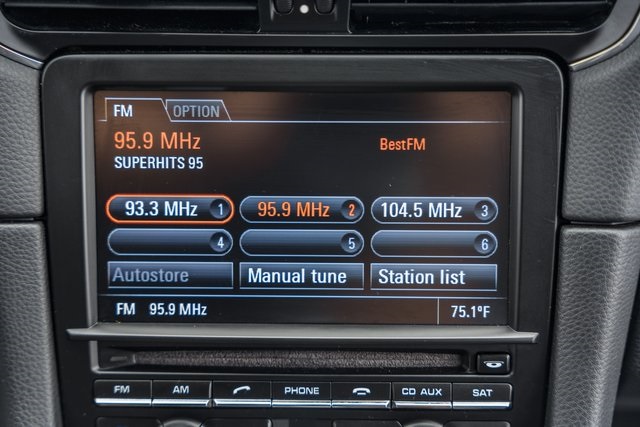 FM OPTION
95.9 MHz BestFM
SUPERHITS 95
93.3 MHz 1 95.9 MHz 2 104.5 MHz 3
4 5 6
Autostore Manual tune Station list
FM 95.9 MHz 75.1°F
FM AM PHONE CD AUX SAT